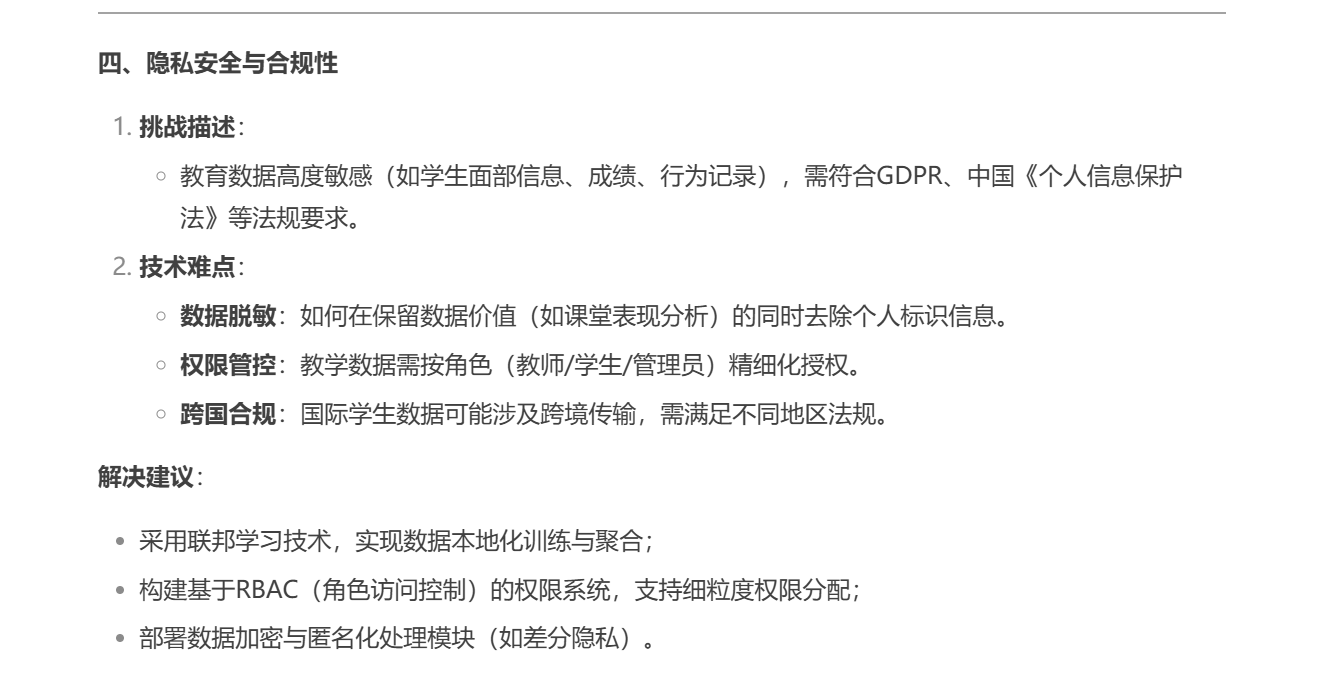 四、隐私安全与合规性
1. 挑战描述：
教育数据高度敏感（如学生面部信息、成绩、行为记录），需符合GDPR、中国《个人信息保护
法》等法规要求。
2. 技术难点：
数据脱敏：如何在保留数据价值（如课堂表现分析）的同时去除个人标识信息。
权限管控：教学数据需按角色（教师/学生/管理员）精细化授权。
跨国合规：国际学生数据可能涉及跨境传输，需满足不同地区法规。
解决建议：
采用联邦学习技术，实现数据本地化训练与聚合；
构建基于RBAC（角色访问控制）的权限系统，支持细粒度权限分配；
部署数据加密与匿名化处理模块（如差分隐私）。